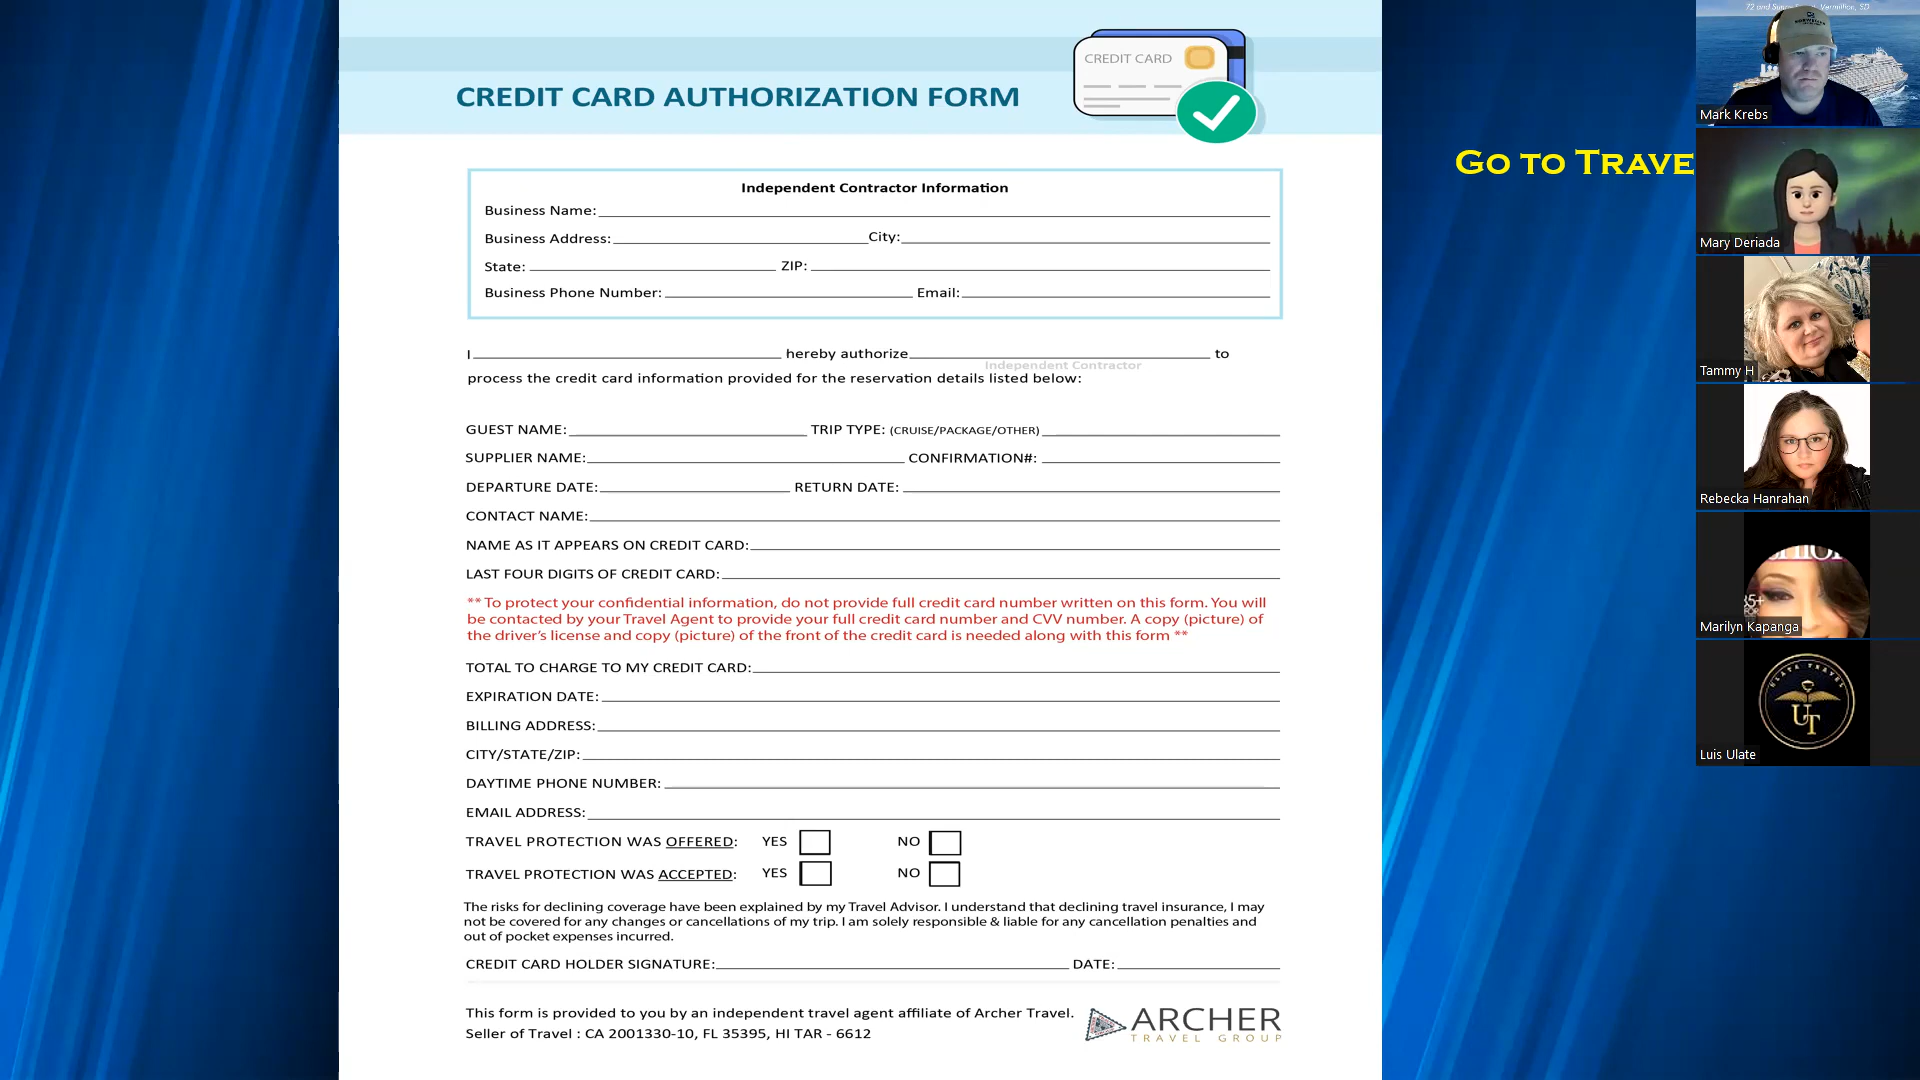 72 and Sunny Travel, Vermillion, SD
CREDIT CARD
CREDIT CARD AUTHORIZATION FORM
Mark Krebs
Go to Trave
Independent Contractor Information
Business Name:
Business Address: City:
State: ZIP:
Business Phone Number: Email:
Mary Deriada
I hereby authorize to
Independent Contractor
process the credit card information provided for the reservation details listed below:
Tammy H
GUEST NAME: TRIP TYPE: (CRUISE/PACKAGE/OTHER)
SUPPLIER NAME: CONFIRMATION#:
DEPARTURE DATE: RETURN DATE:
Rebecka Hanrahan
CONTACT NAME:
NAME AS IT APPEARS ON CREDIT CARD:
LAST FOUR DIGITS OF CREDIT CARD:
** To protect your confidential information, do not provide full credit card number written on this form. You will
be contacted by your Travel Agent to provide your full credit card number and CVV number. A copy (picture) of
the driver's license and copy (picture) of the front of the credit card is needed along with this form **
35+
Marilyn Kapanga
TOTAL TO CHARGE TO MY CREDIT CARD:
EXPIRATION DATE:
BILLING ADDRESS:
CITY/STATE/ZIP:
ULATE TRAVEL
UT
Luis Ulate
DAYTIME PHONE NUMBER:
EMAIL ADDRESS:
TRAVEL PROTECTION WAS OFFERED: YES NO
TRAVEL PROTECTION WAS ACCEPTED: YES NO
The risks for declining coverage have been explained by my Travel Advisor. I understand that declining travel insurance, I may
not be covered for any changes or cancellations of my trip. I am solely responsible & liable for any cancellation penalties and
out of pocket expenses incurred.
CREDIT CARD HOLDER SIGNATURE: DATE:
This form is provided to you by an independent travel agent affiliate of Archer Travel.
Seller of Travel : CA 2001330-10, FL 35395, HI TAR - 6612
ARCHER
TRAVEL GROUP